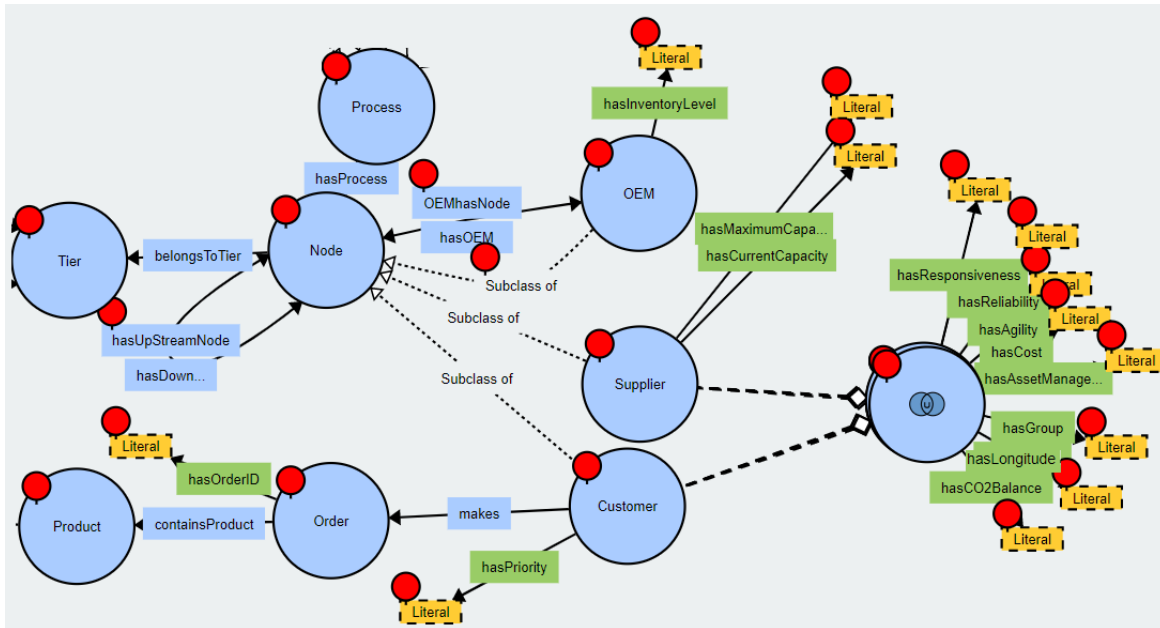 Literal
Process
hasInventoryLevel
Literal
Literal
hasProcess
OEMhasNode
OEM
Literal
hasOEM
Tier
belongsToTier
Node
hasMaximumCapa...
hasCurrentCapacity
Literal
Subclass of
hasResponsiveness
Literal
hasReliability
Literal
Subclass of
hasAgility
hasUpStreamNode
hasCost
Literal
hasDown...
Subclass of
Supplier
hasAssetManage...
U
hasGroup
Literal
Literal
hasLongitude
hasOrderID
hasCO2Balance
Literal
Product
containsProduct
Order
makes
Customer
Literal
hasPriority
Literal